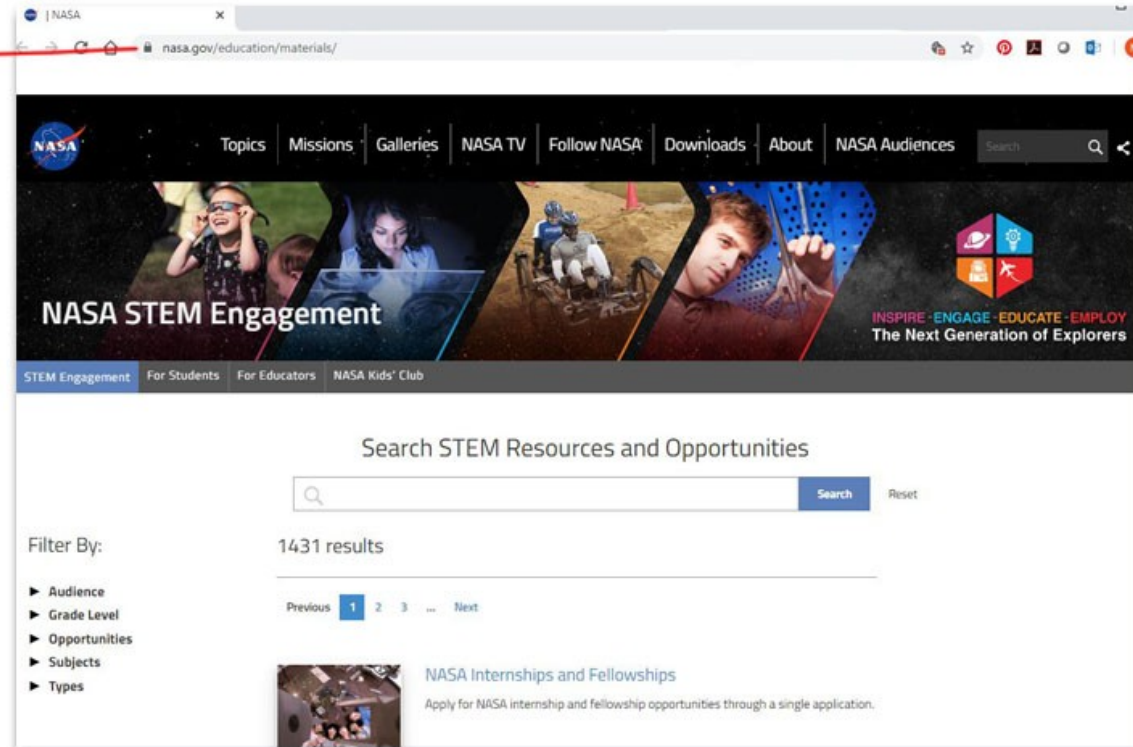 | NASA
nasa.gov/education/materials/
NASA
Topics Missions Galleries NASA TV Follow NASA Downloads About NASA Audiences Search
NASA STEM Engagement
INSPIRE - ENGAGE - EDUCATE - EMPLOY
The Next Generation of Explorers
STEM Engagement For Students For Educators NASA Kids' Club
Search STEM Resources and Opportunities
Search Reset
Filter By:
1431 results
Audience
Grade Level
Opportunities
Subjects
Types
Previous 1 2 3 ... Next
NASA Internships and Fellowships
Apply for NASA internship and fellowship opportunities through a single application.